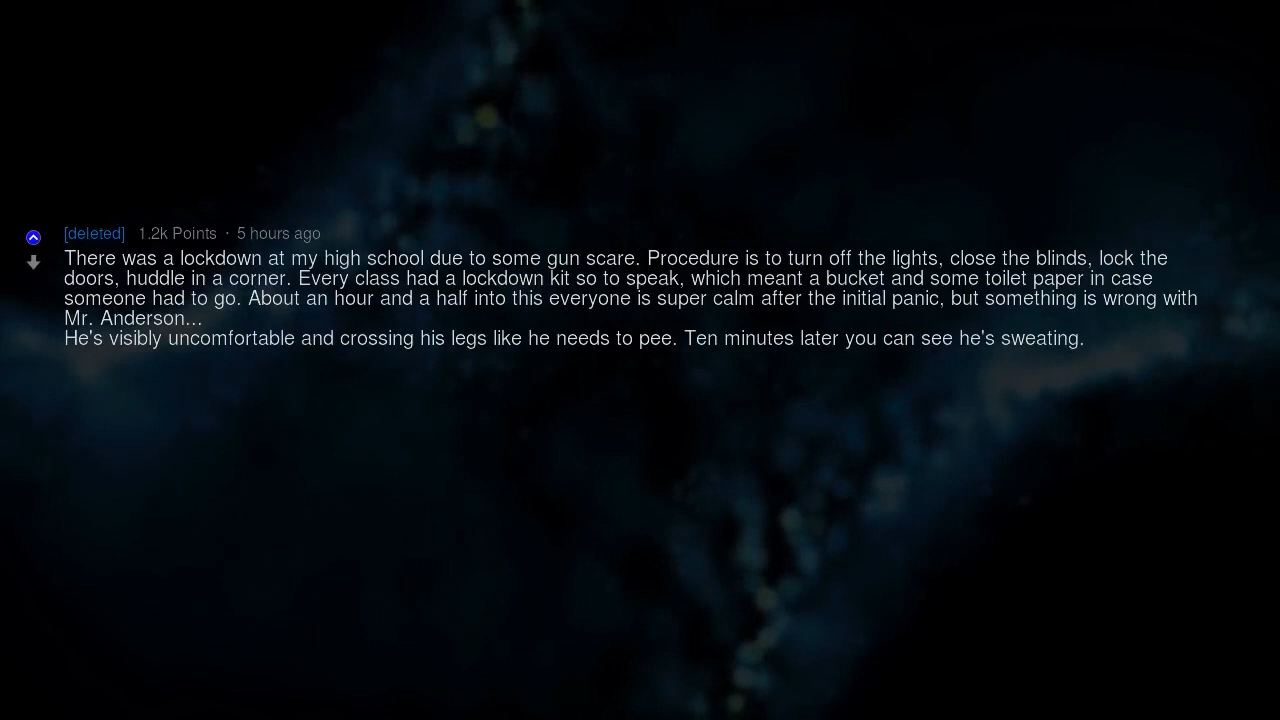 [deleted] 1.2k Points · 5 hours ago
There was a lockdown at my high school due to some gun scare. Procedure is to turn off the lights, close the blinds, lock the
doors, huddle in a corner. Every class had a lockdown kit so to speak, which meant a bucket and some toilet paper in case
someone had to go. About an hour and a half into this everyone is super calm after the initial panic, but something is wrong with
Mr. Anderson...
He's visibly uncomfortable and crossing his legs like he needs to pee. Ten minutes later you can see he's sweating.